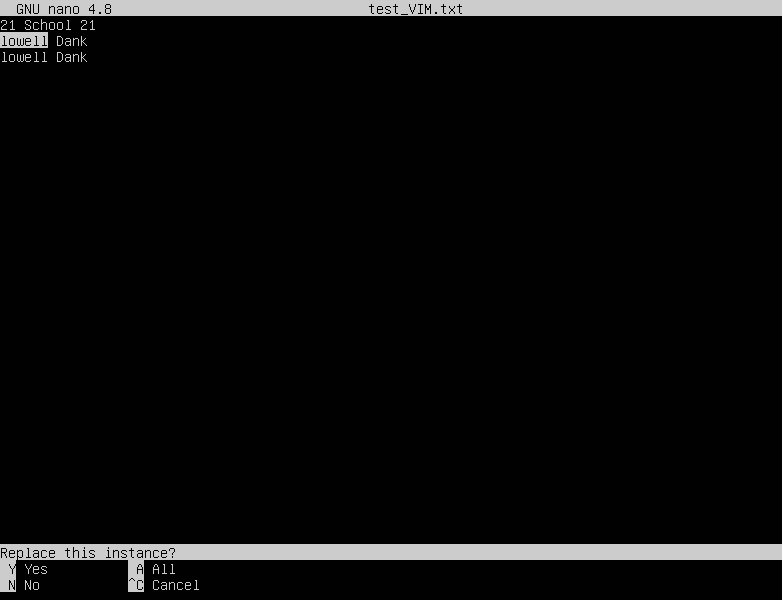 GNU nano 4.8 test_VIM.txt
21 School 21
lowell Dank
lowell Dank
Replace this instance?
Y Yes A All
N No ^C Cancel